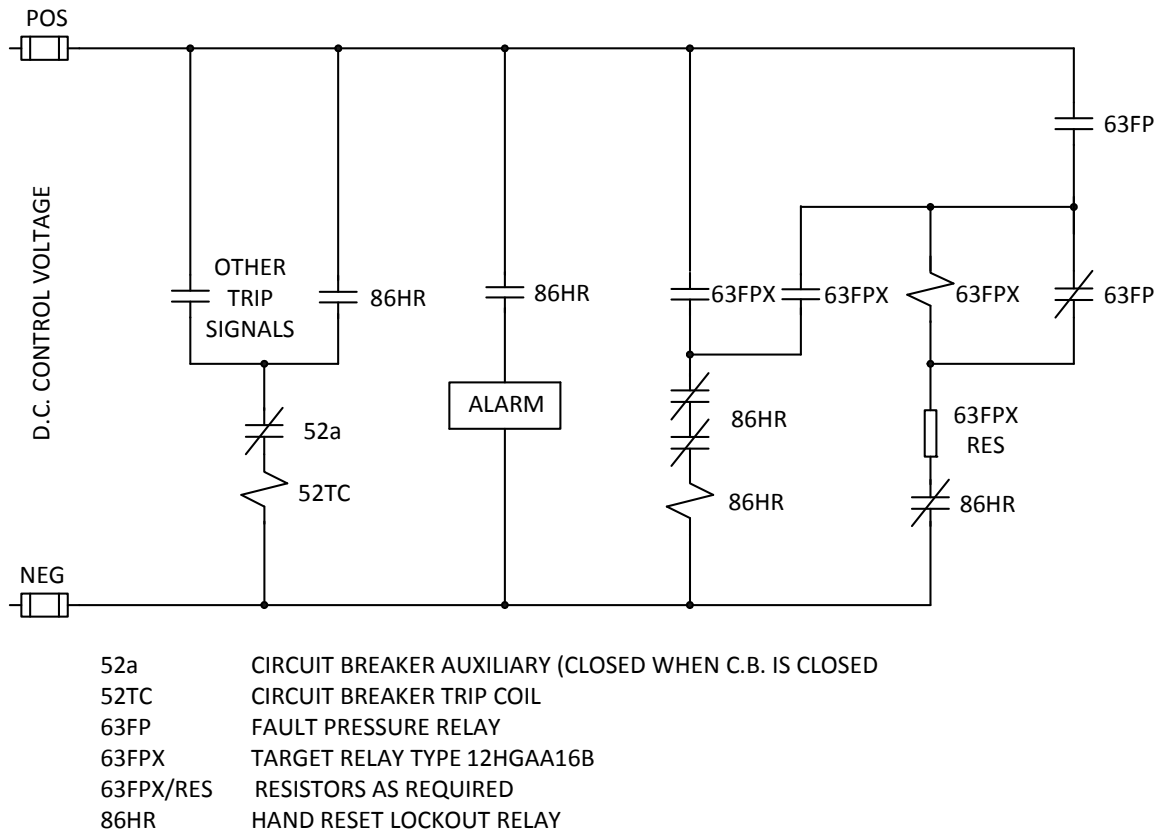 POS
D.C. CONTROL VOLTAGE
63FP
OTHER
TRIP
SIGNALS
86HR
86HR
63FPX
63FPX
63FPX
63FP
ALARM
52a
86HR
63FPX
RES
52TC
86HR
86HR
NEG
52a CIRCUIT BREAKER AUXILIARY (CLOSED WHEN C.B. IS CLOSED
52TC CIRCUIT BREAKER TRIP COIL
63FP FAULT PRESSURE RELAY
63FPX TARGET RELAY TYPE 12HGAA16B
63FPX/RES RESISTORS AS REQUIRED
86HR HAND RESET LOCKOUT RELAY